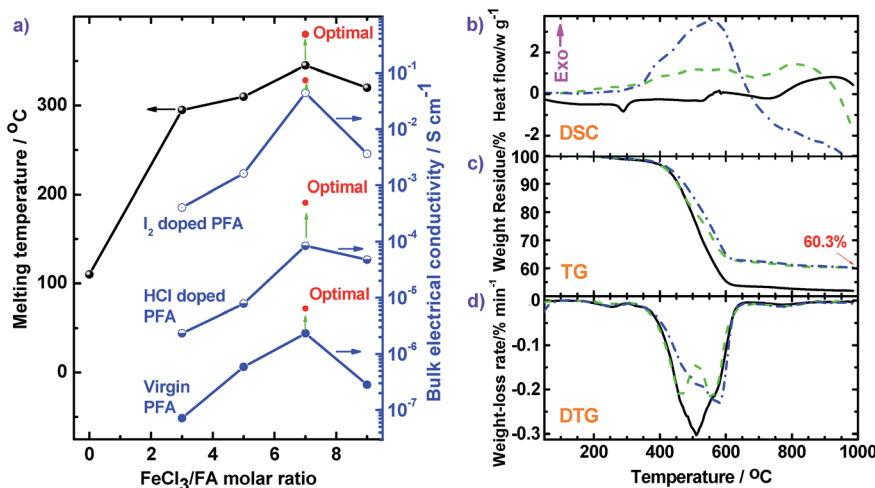 a)
Melting temperature / °C
300
200
100
0
0 2 4 6 8
FeCl3/FA molar ratio
Optimal
I2 doped PFA
Optimal
HCl doped
PFA
Optimal
Virgin
PFA
10⁻¹
10⁻²
10⁻³
10⁻⁴
10⁻⁵
10⁻⁶
10⁻⁷
Bulk electrical conductivity / S cm⁻¹
b)
Exo
Heat flow/w g⁻¹
2
0
-2
DSC
c)
Weight Residue/%
100
90
80
70
60
60.3%
TG
d)
Weight-loss rate/% min⁻¹
0
-0.1
-0.2
-0.3
DTG
200 400 600 800 1000
Temperature / °C